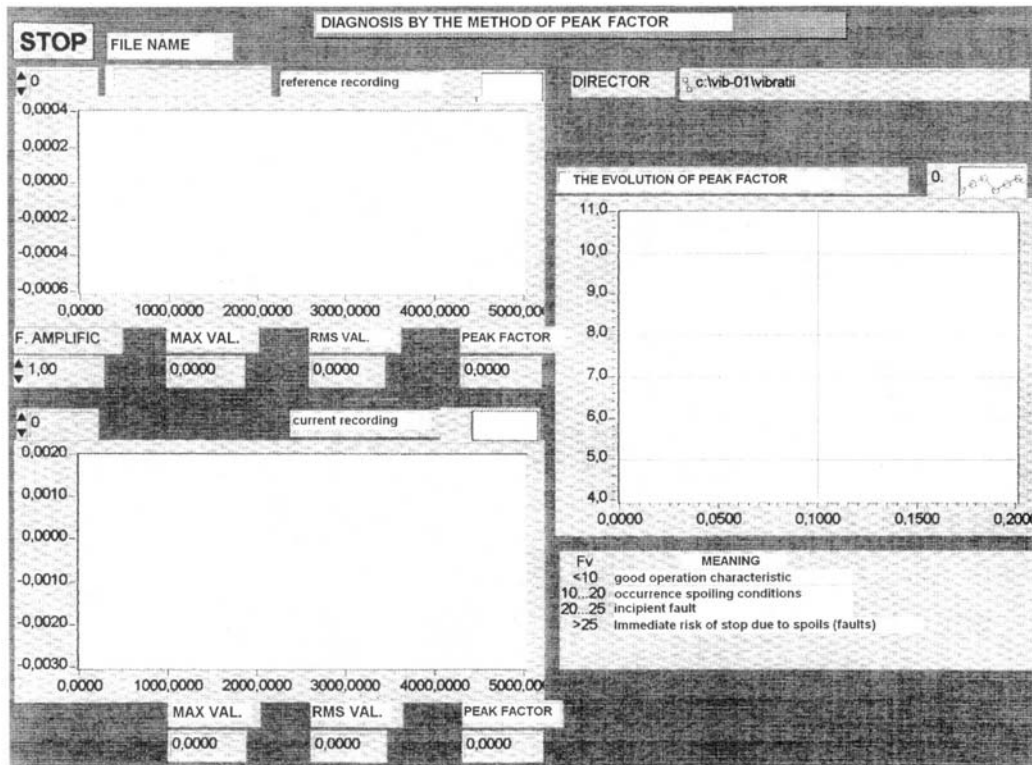 DIAGNOSIS BY THE METHOD OF PEAK FACTOR
STOP
FILE NAME
0
reference recording
DIRECTOR
c:\vib-01\vibratii
0,0004
0,0002
0,0000
-0,0002
-0,0004
-0,0006
0,0000 1000,0000 2000,0000 3000,0000 4000,0000 5000,00
F. AMPLIFIC
MAX VAL.
RMS VAL.
PEAK FACTOR
1,00
0,0000
0,0000
0,0000
0
current recording
0,0020
0,0010
0,0000
-0,0010
-0,0020
-0,0030
0,0000 1000,0000 2000,0000 3000,0000 4000,0000 5000,00
MAX VAL.
RMS VAL.
PEAK FACTOR
0,0000
0,0000
0,0000
THE EVOLUTION OF PEAK FACTOR
0.
11,0
10,0
9,0
8,0
7,0
6,0
5,0
4,0
0,0000 0,0500 0,1000 0,1500 0,2000
Fv MEANING
<10 good operation characteristic
10...20 occurrence spoiling conditions
20...25 incipient fault
>25 Immediate risk of stop due to spoils (faults)